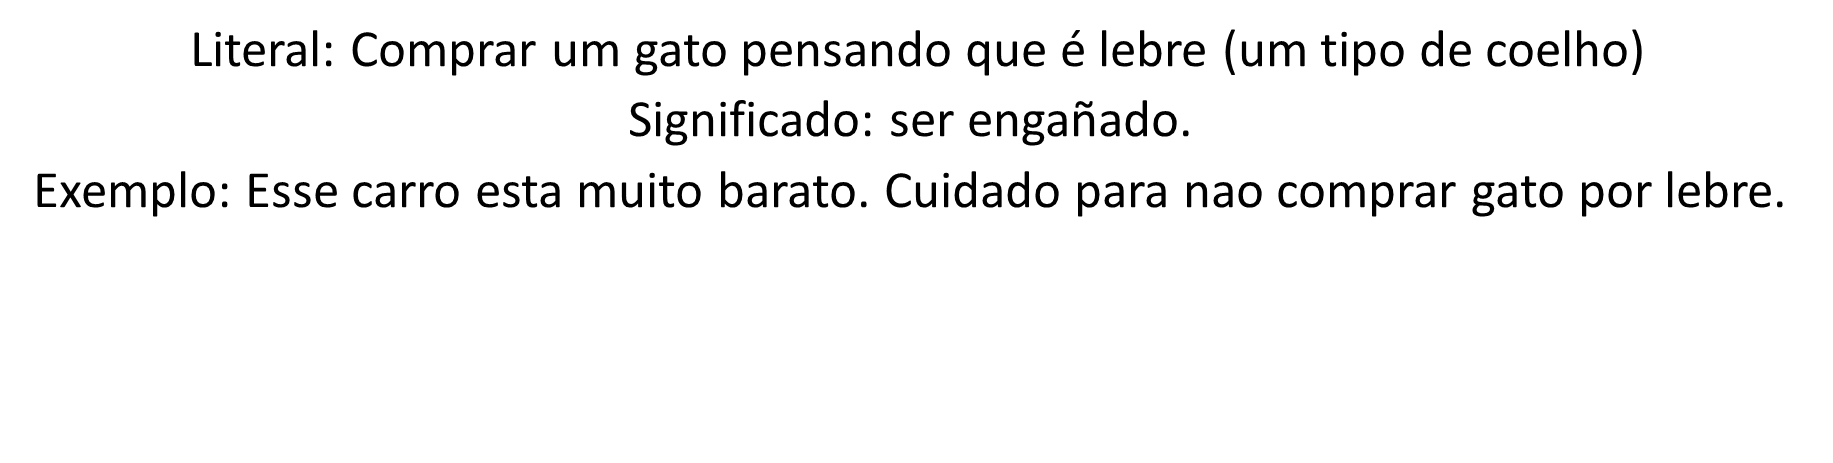 Literal: Comprar um gato pensando que é lebre (um tipo de coelho)
Significado: ser engañado.
Exemplo: Esse carro esta muito barato. Cuidado para nao comprar gato por lebre.